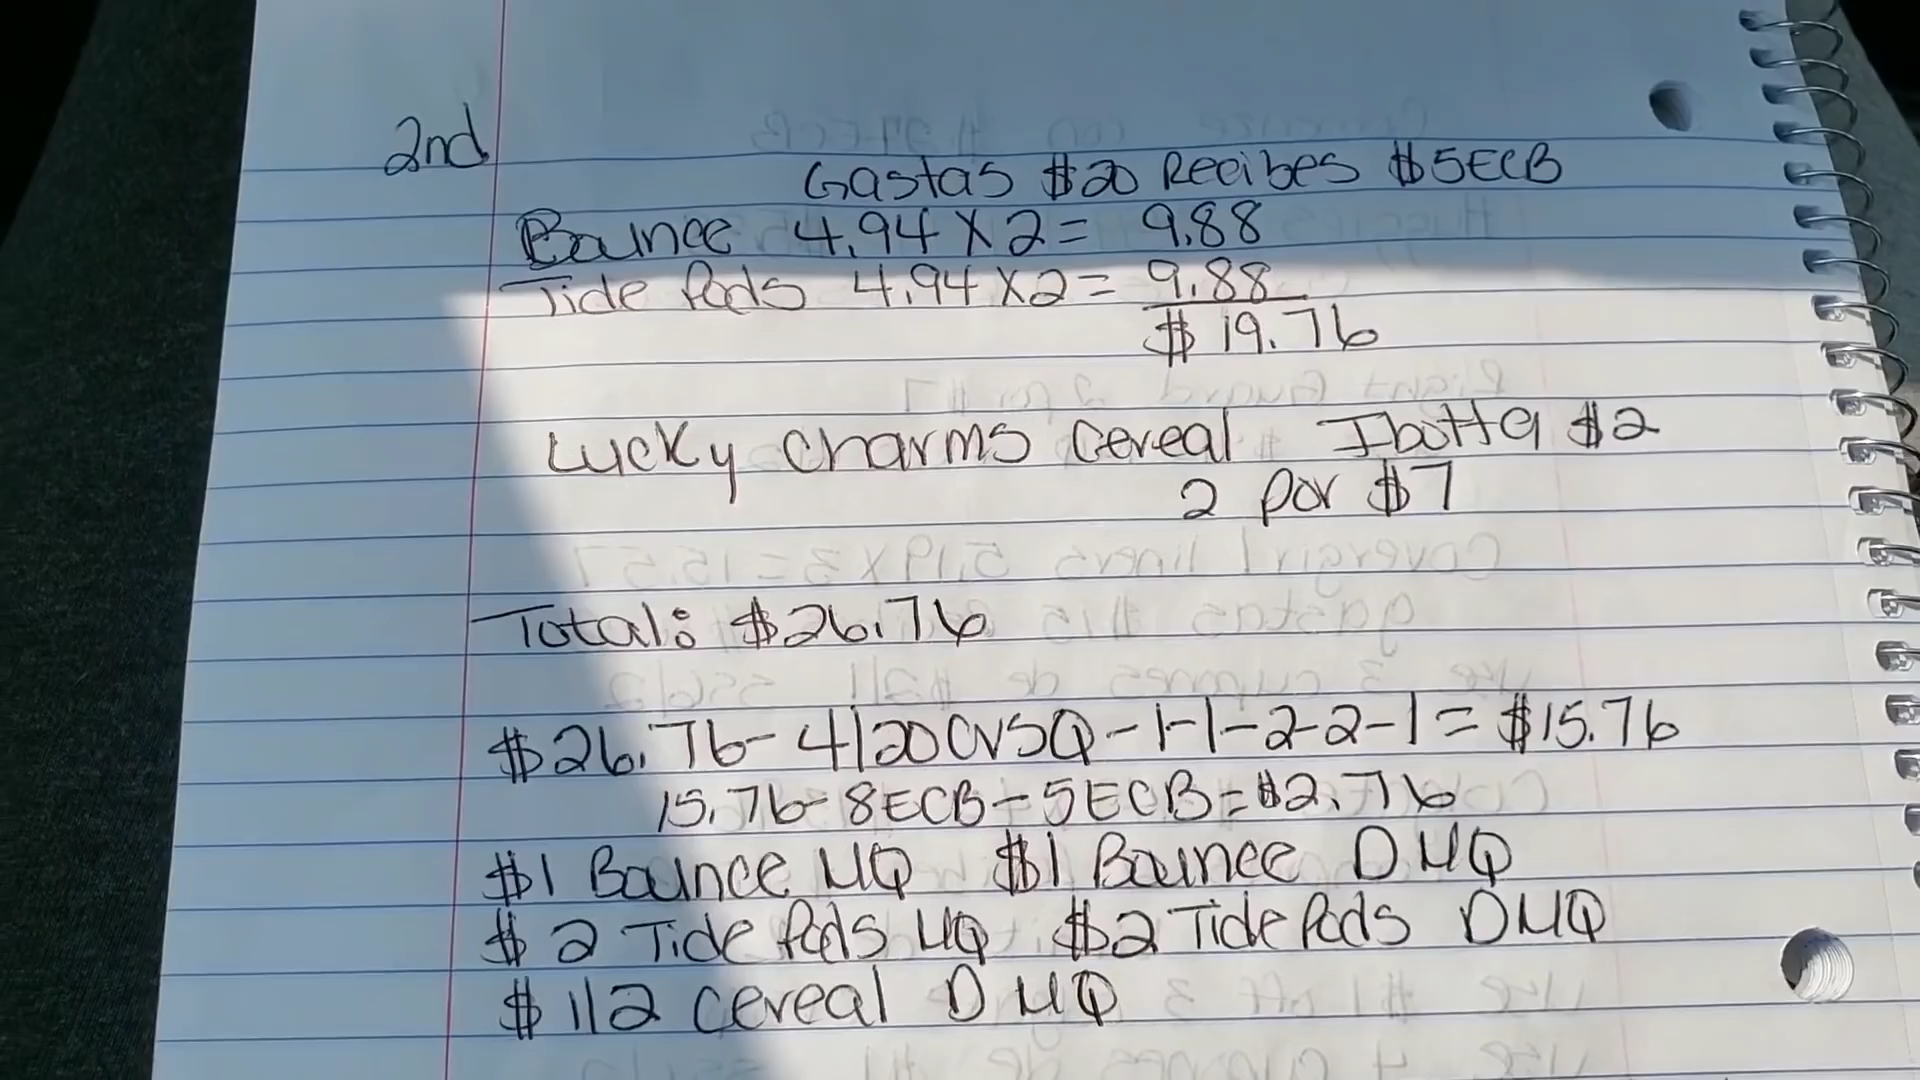 2nd
Gastas $20 Recibes $5ECB
Bounce 4.94 X 2 = 9.88
Tide Pods 4.94 X 2 = 9.88
$ 19.76
Lucky Charms Cereal Ibotta $2
2 por $7
Total: $26.76
$26.76 - 4|20 CVSQ - 1 - 1 - 2 - 2 - 1 = $15.76
15.76 - 8ECB - 5ECB = $2.76
$1 Bounce MQ $1 Bounce DMQ
$2 Tide Pods MQ $2 Tide Pods DMQ
$1|2 cereal DMQ